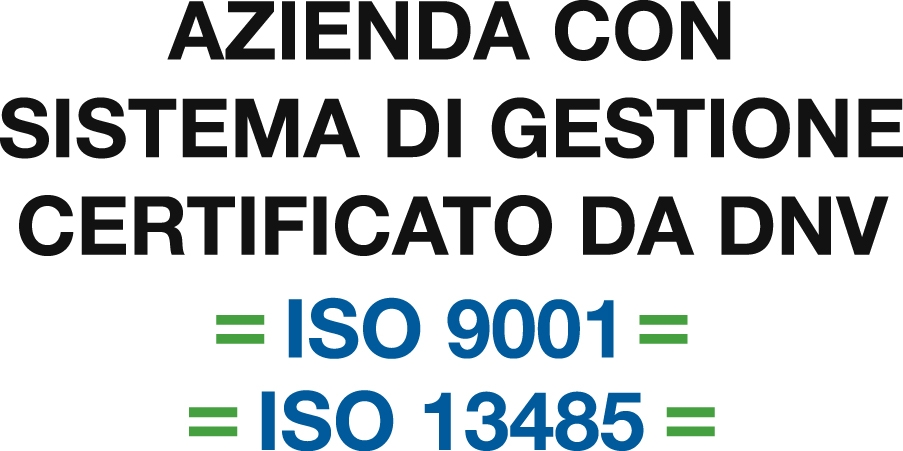 AZIENDA CON
SISTEMA DI GESTIONE
CERTIFICATO DA DNV
= ISO 9001 =
= ISO 13485 =